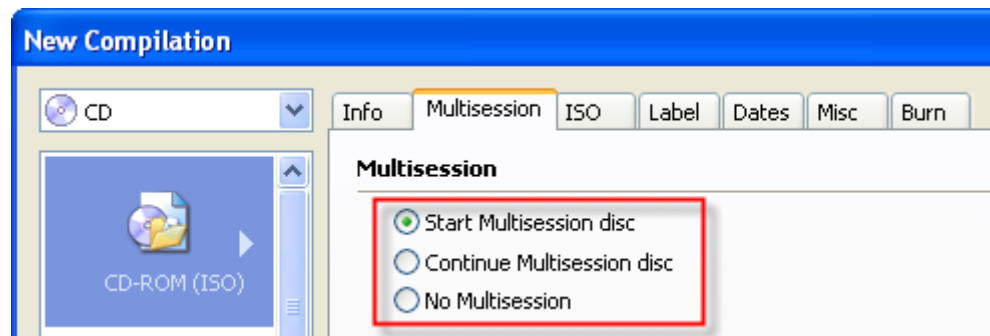 New Compilation
CD
Info Multisession ISO Label Dates Misc Burn
Multisession
Start Multisession disc
Continue Multisession disc
No Multisession
CD-ROM (ISO)